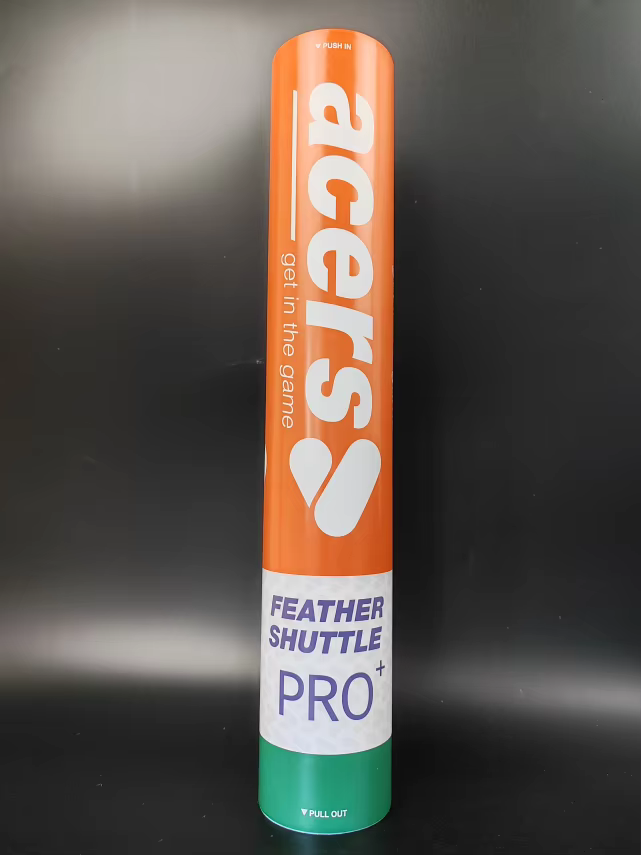 ▼ PUSH IN
acers
get in the game
FEATHER
SHUTTLE
PRO+
▼ PULL OUT